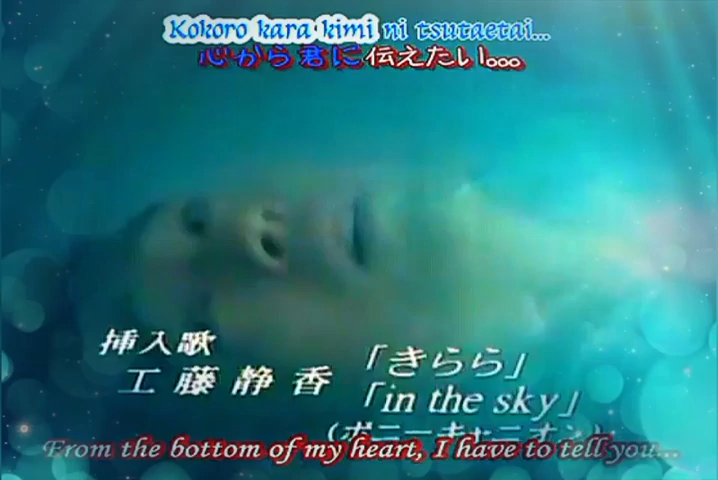 Kokoro kara kimi ni tsutaetai...
心から君に伝えたい。。。
挿入歌
工藤静香
「きらら」
「in the sky」
(ポニーキャニオン)
From the bottom of my heart, I have to tell you...